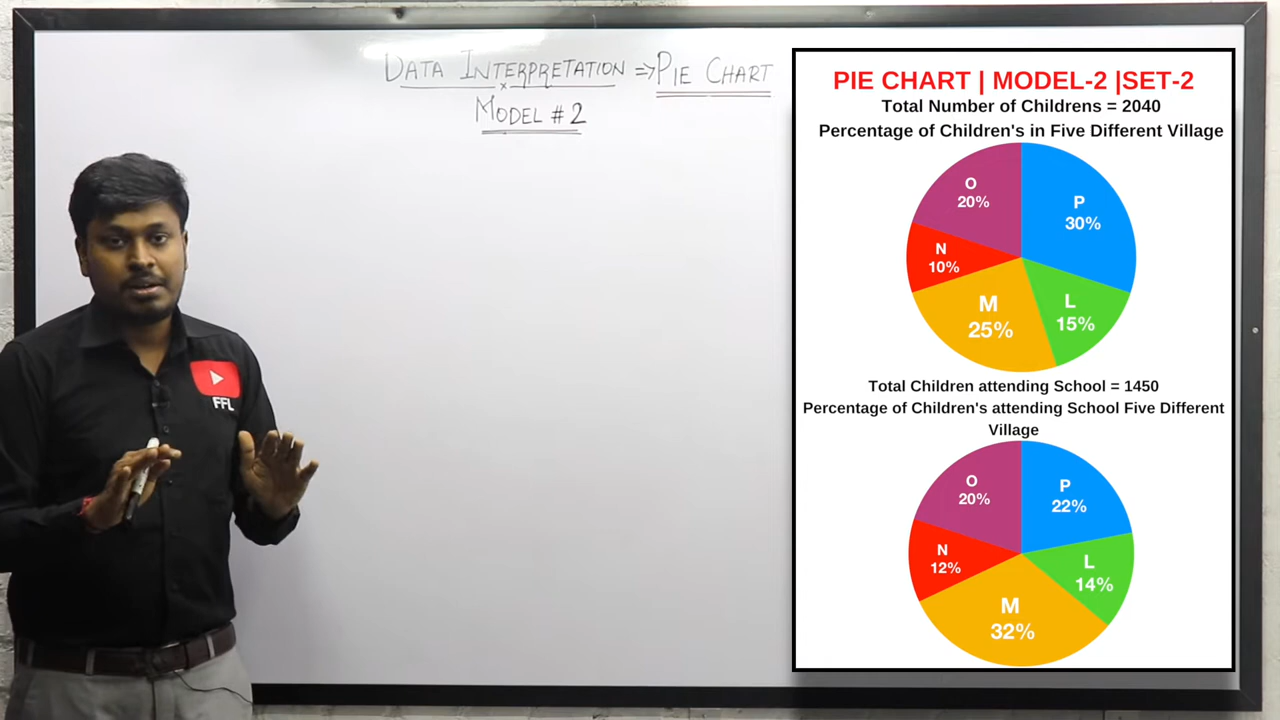 DATA INTERPRETATION ⇒ PIE CHART
MODEL # 2
FFL
PIE CHART | MODEL-2 |SET-2
Total Number of Childrens = 2040
Percentage of Children's in Five Different Village
O
20%
P
30%
N
10%
M
25%
L
15%
Total Children attending School = 1450
Percentage of Children's attending School Five Different
Village
O
20%
P
22%
N
12%
L
14%
M
32%